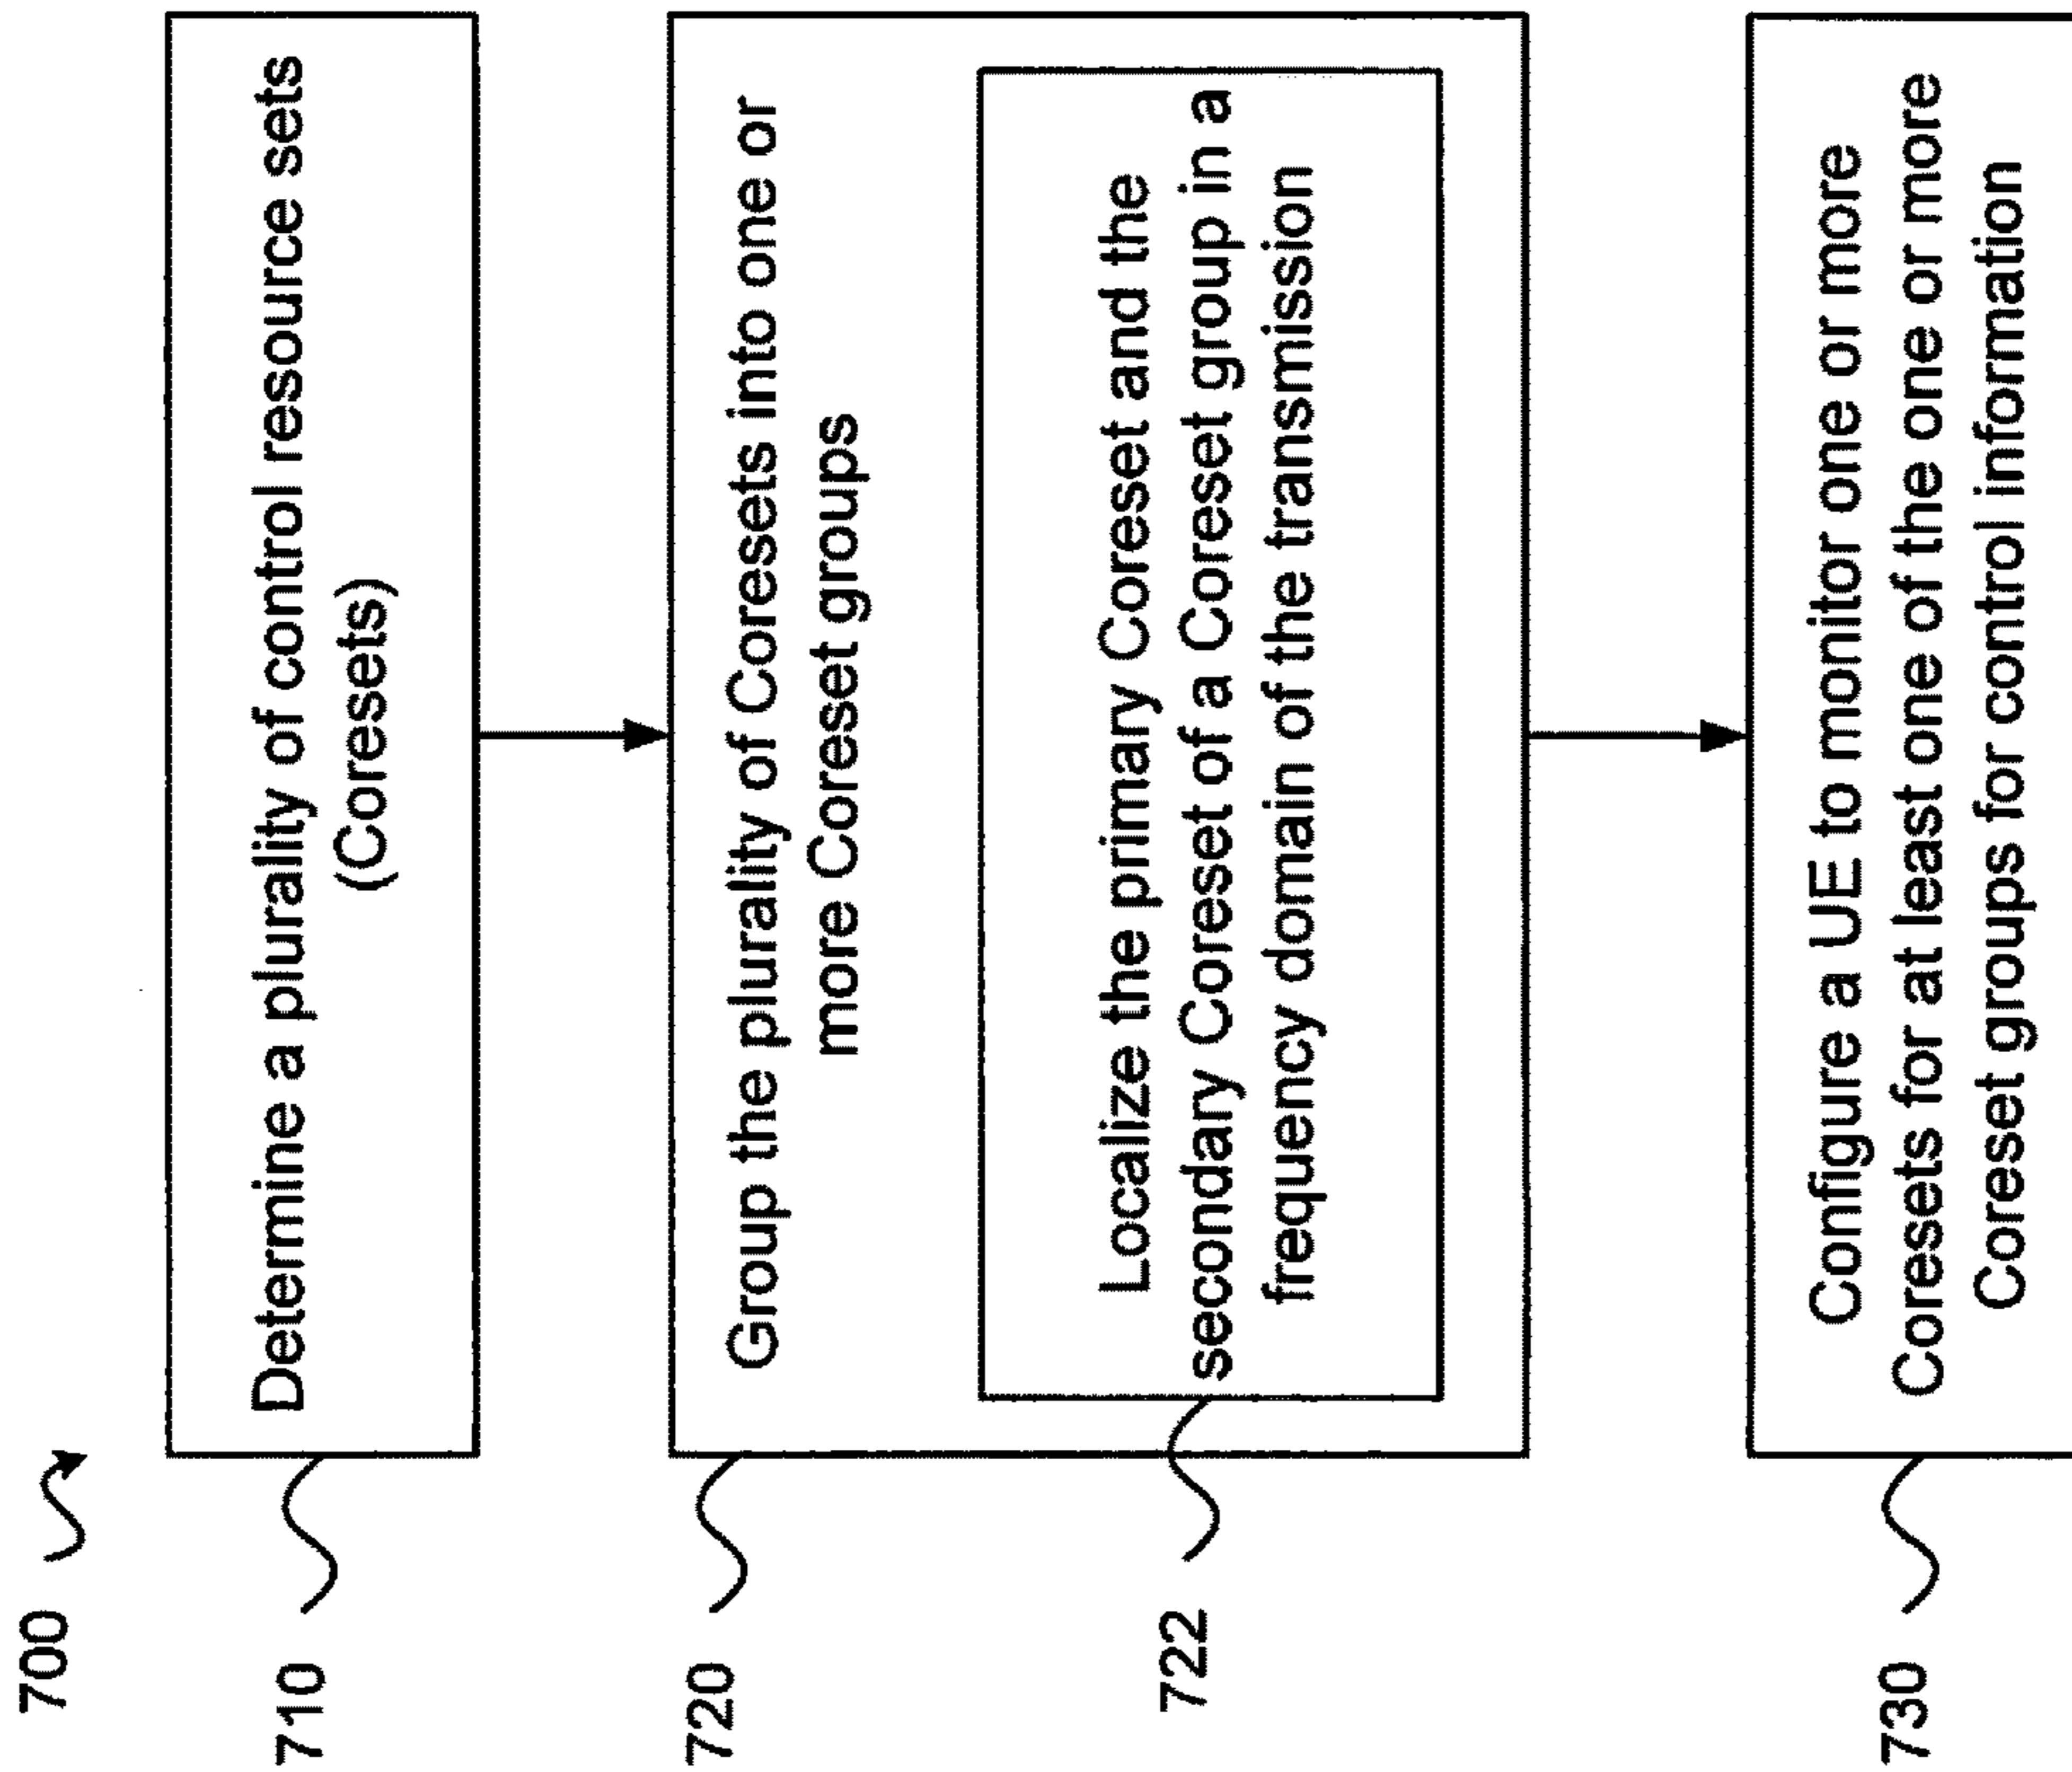 700
710
Determine a plurality of control resource sets
(Coresets)
720
Group the plurality of Coresets into one or
more Coreset groups
722
Localize the primary Coreset and the
secondary Coreset of a Coreset group in a
frequency domain of the transmission
730
Configure a UE to monitor one or more
Coresets for at least one of the one or more
Coreset groups for control information